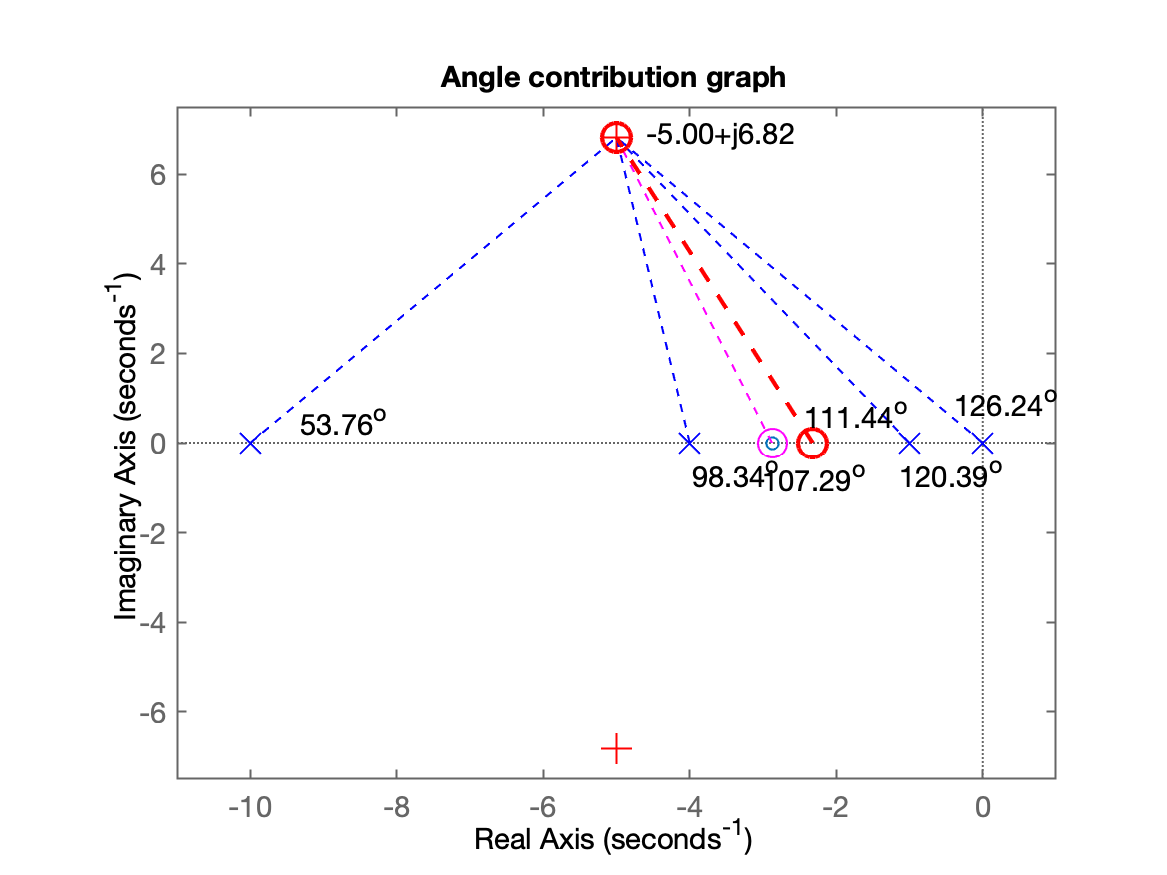 Angle contribution graph
-5.00+j6.82
6
4
2
0
-2
-4
-6
53.76o
98.34o
107.29o
111.44o
120.39o
126.24o
-10
-8
-6
-4
-2
0
Real Axis (seconds-1)
Imaginary Axis (seconds-1)